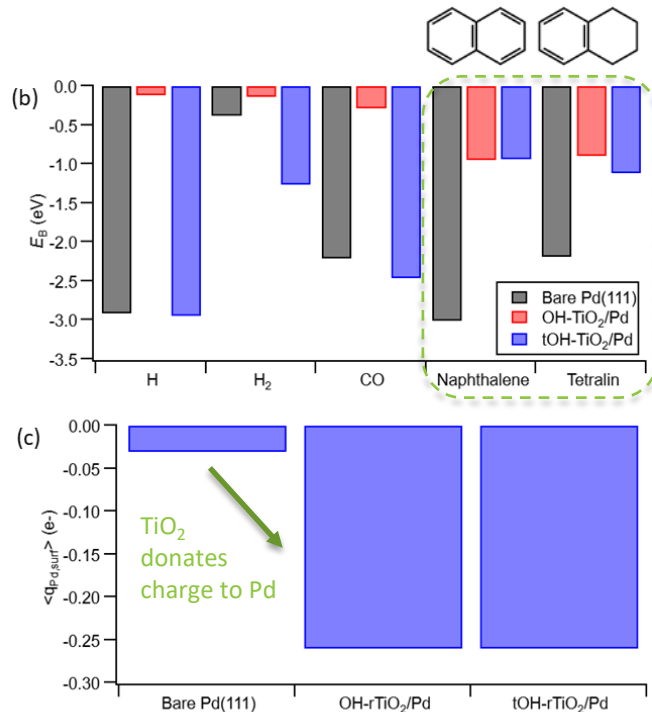 (b)
0.0
-0.5
-1.0
-1.5
-2.0
-2.5
-3.0
-3.5
E_B (eV)
Bare Pd(111)
OH-TiO₂/Pd
tOH-TiO₂/Pd
H
H₂
CO
Naphthalene
Tetralin
(c)
0.00
-0.05
-0.10
-0.15
-0.20
-0.25
-0.30
<q_Pd,surf> (e-)
TiO₂
donates
charge to Pd
Bare Pd(111)
OH-rTiO₂/Pd
tOH-rTiO₂/Pd